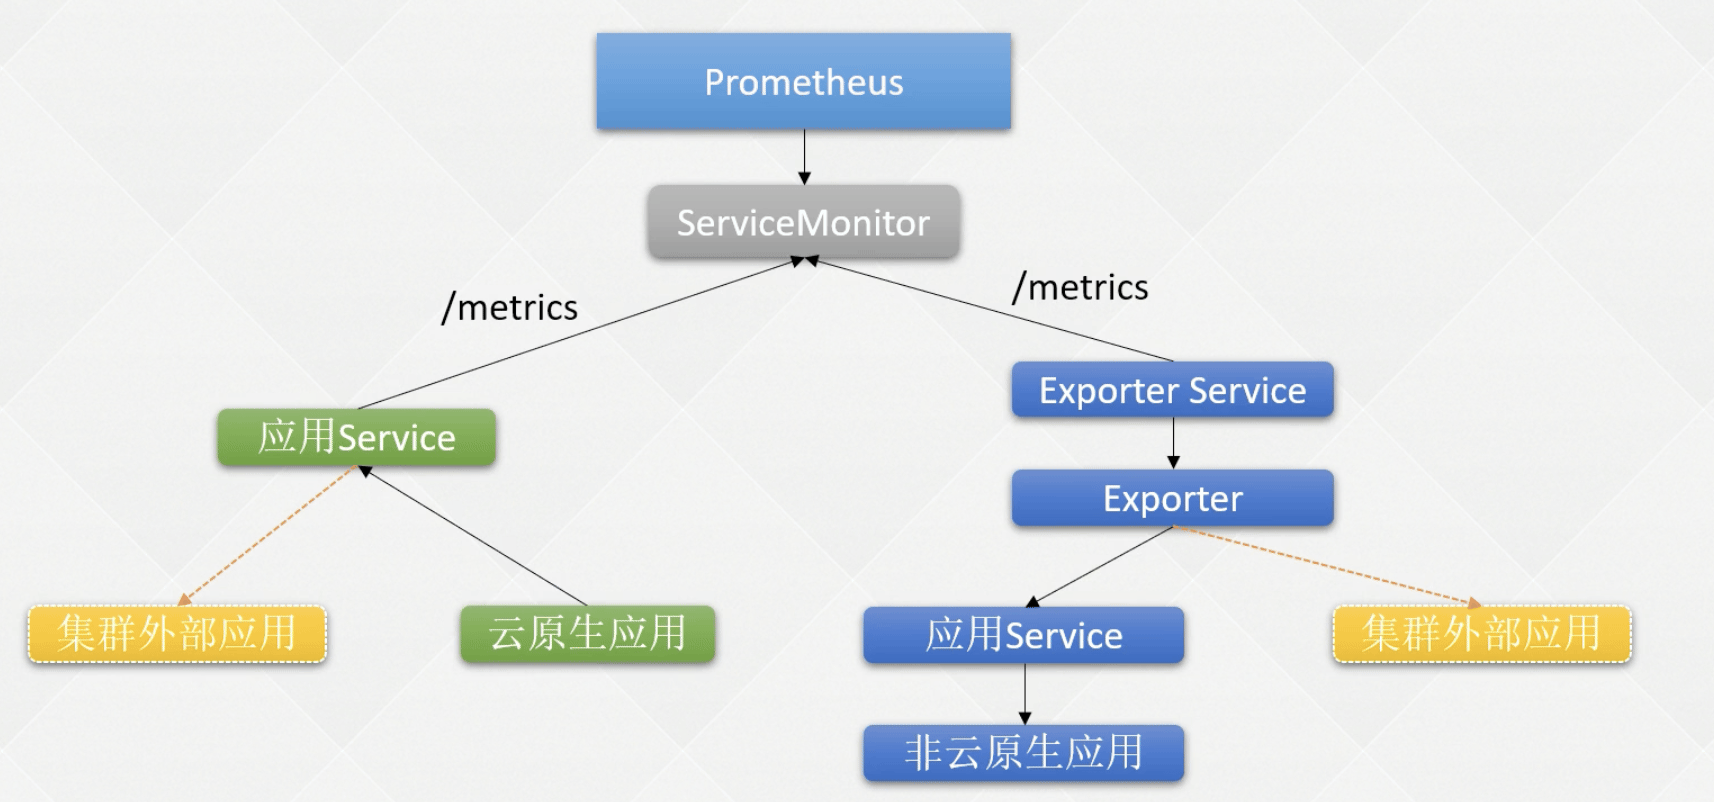 Prometheus
ServiceMonitor
/metrics
/metrics
Exporter Service
应用Service
Exporter
集群外部应用
云原生应用
应用Service
集群外部应用
非云原生应用